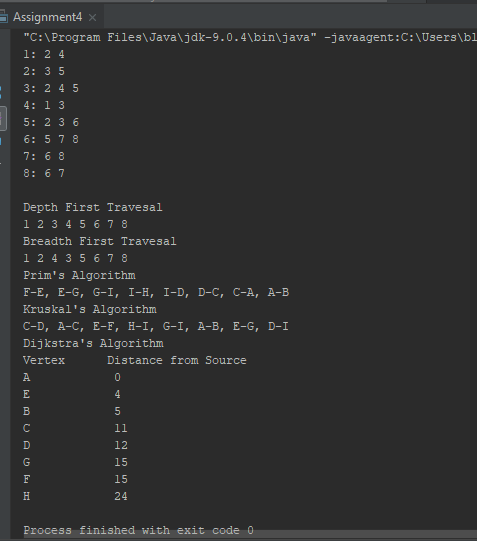 Assignment4
"C:\Program Files\Java\jdk-9.0.4\bin\java" -javaagent:C:\Users\bl
1: 2 4
2: 3 5
3: 2 4 5
4: 1 3
5: 2 3 6
6: 5 7 8
7: 6 8
8: 6 7
Depth First Travesal
1 2 3 4 5 6 7 8
Breadth First Travesal
1 2 4 3 5 6 7 8
Prim's Algorithm
F-E, E-G, G-I, I-H, I-D, D-C, C-A, A-B
Kruskal's Algorithm
C-D, A-C, E-F, H-I, G-I, A-B, E-G, D-I
Dijkstra's Algorithm
Vertex Distance from Source
A 0
E 4
B 5
C 11
D 12
G 15
F 15
H 24
Process finished with exit code 0